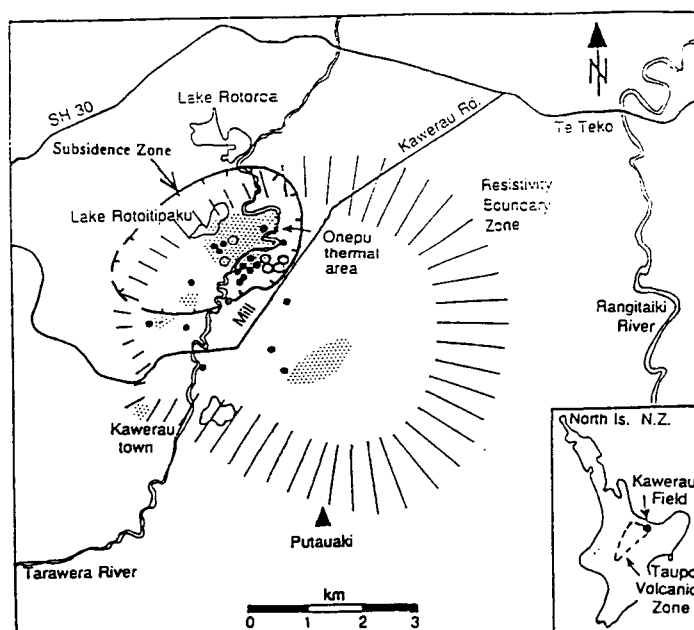 N
SH 30
Lake Rotoroa
Kawerau Rd.
Te Teko
Subsidence Zone
Resistivity
Boundary
Zone
Lake Rotoitipaku
Onepu
thermal
area
Mill
Rangitaiki
River
Kawerau
town
Putauaki
Tarawera River
km
0 1 2 3
North Is. N.Z.
Kawerau
Field
Taupo
Volcanic
Zone